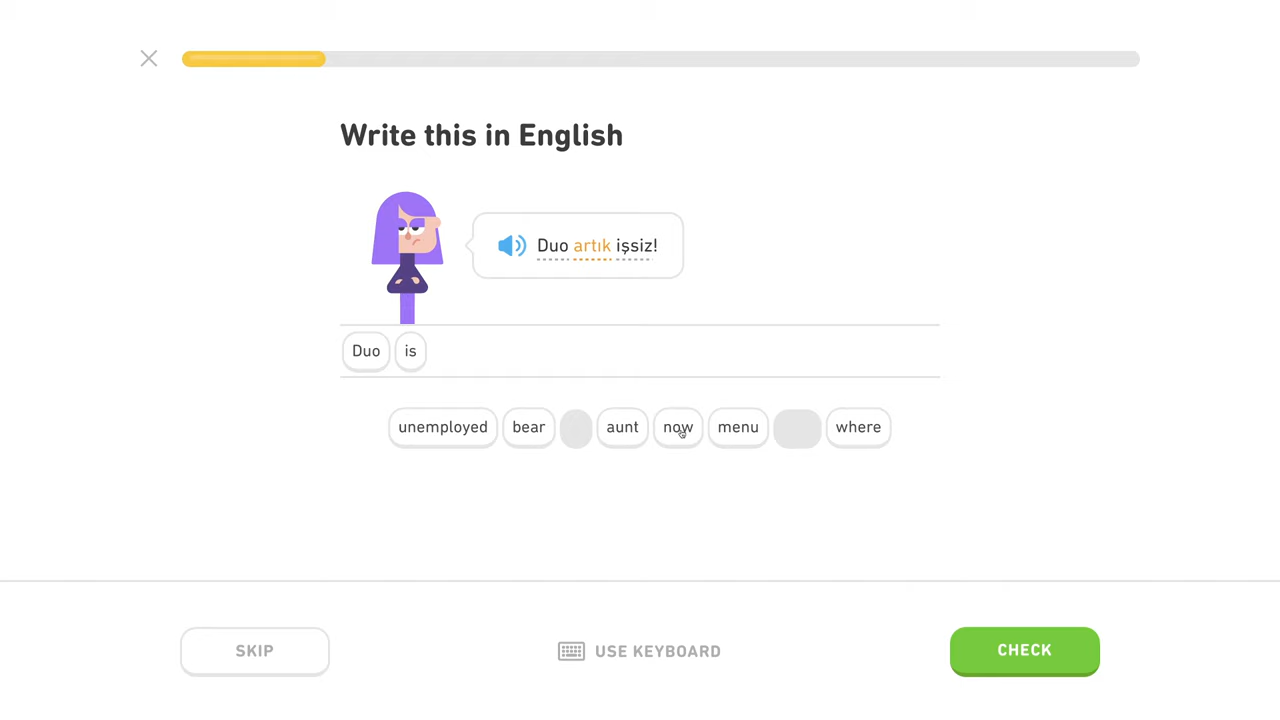 Write this in English
Duo artık işsiz!
Duo is
unemployed bear aunt now menu where
SKIP USE KEYBOARD CHECK